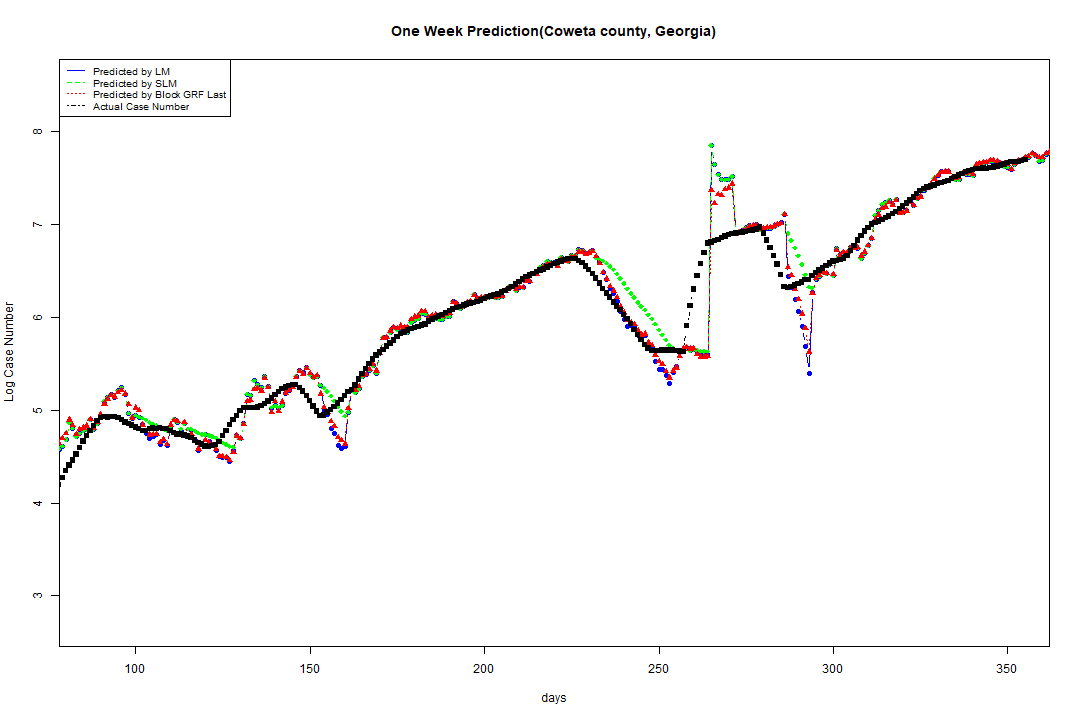 One Week Prediction(Coweta county, Georgia)
Predicted by LM
Predicted by SLM
Predicted by Block GRF Last
Actual Case Number
8
7
6
5
4
3
Log Case Number
100 150 200 250 300 350
days